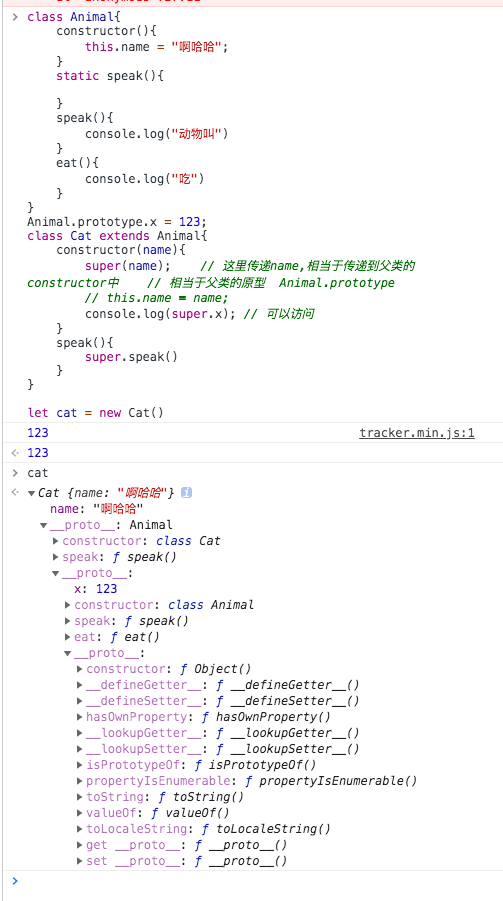 class Animal{
constructor(){
this.name = "啊哈哈";
}
static speak(){
}
speak(){
console.log("动物叫")
}
eat(){
console.log("吃")
}
}
Animal.prototype.x = 123;
class Cat extends Animal{
constructor(name){
super(name);    // 这里传递name,相当于传递到父类的
constructor中    // 相当于父类的原型  Animal.prototype
// this.name = name;
console.log(super.x); // 可以访问
}
speak(){
super.speak()
}
}
let cat = new Cat()
123 tracker.min.js:1
123
cat
Cat {name: "啊哈哈"} i
name: "啊哈哈"
__proto__: Animal
constructor: class Cat
speak: ƒ speak()
__proto__:
x: 123
constructor: class Animal
speak: ƒ speak()
eat: ƒ eat()
__proto__:
constructor: ƒ Object()
__defineGetter__: ƒ __defineGetter__()
__defineSetter__: ƒ __defineSetter__()
hasOwnProperty: ƒ hasOwnProperty()
__lookupGetter__: ƒ __lookupGetter__()
__lookupSetter__: ƒ __lookupSetter__()
isPrototypeOf: ƒ isPrototypeOf()
propertyIsEnumerable: ƒ propertyIsEnumerable()
toString: ƒ toString()
valueOf: ƒ valueOf()
toLocaleString: ƒ toLocaleString()
get __proto__: ƒ __proto__()
set __proto__: ƒ __proto__()